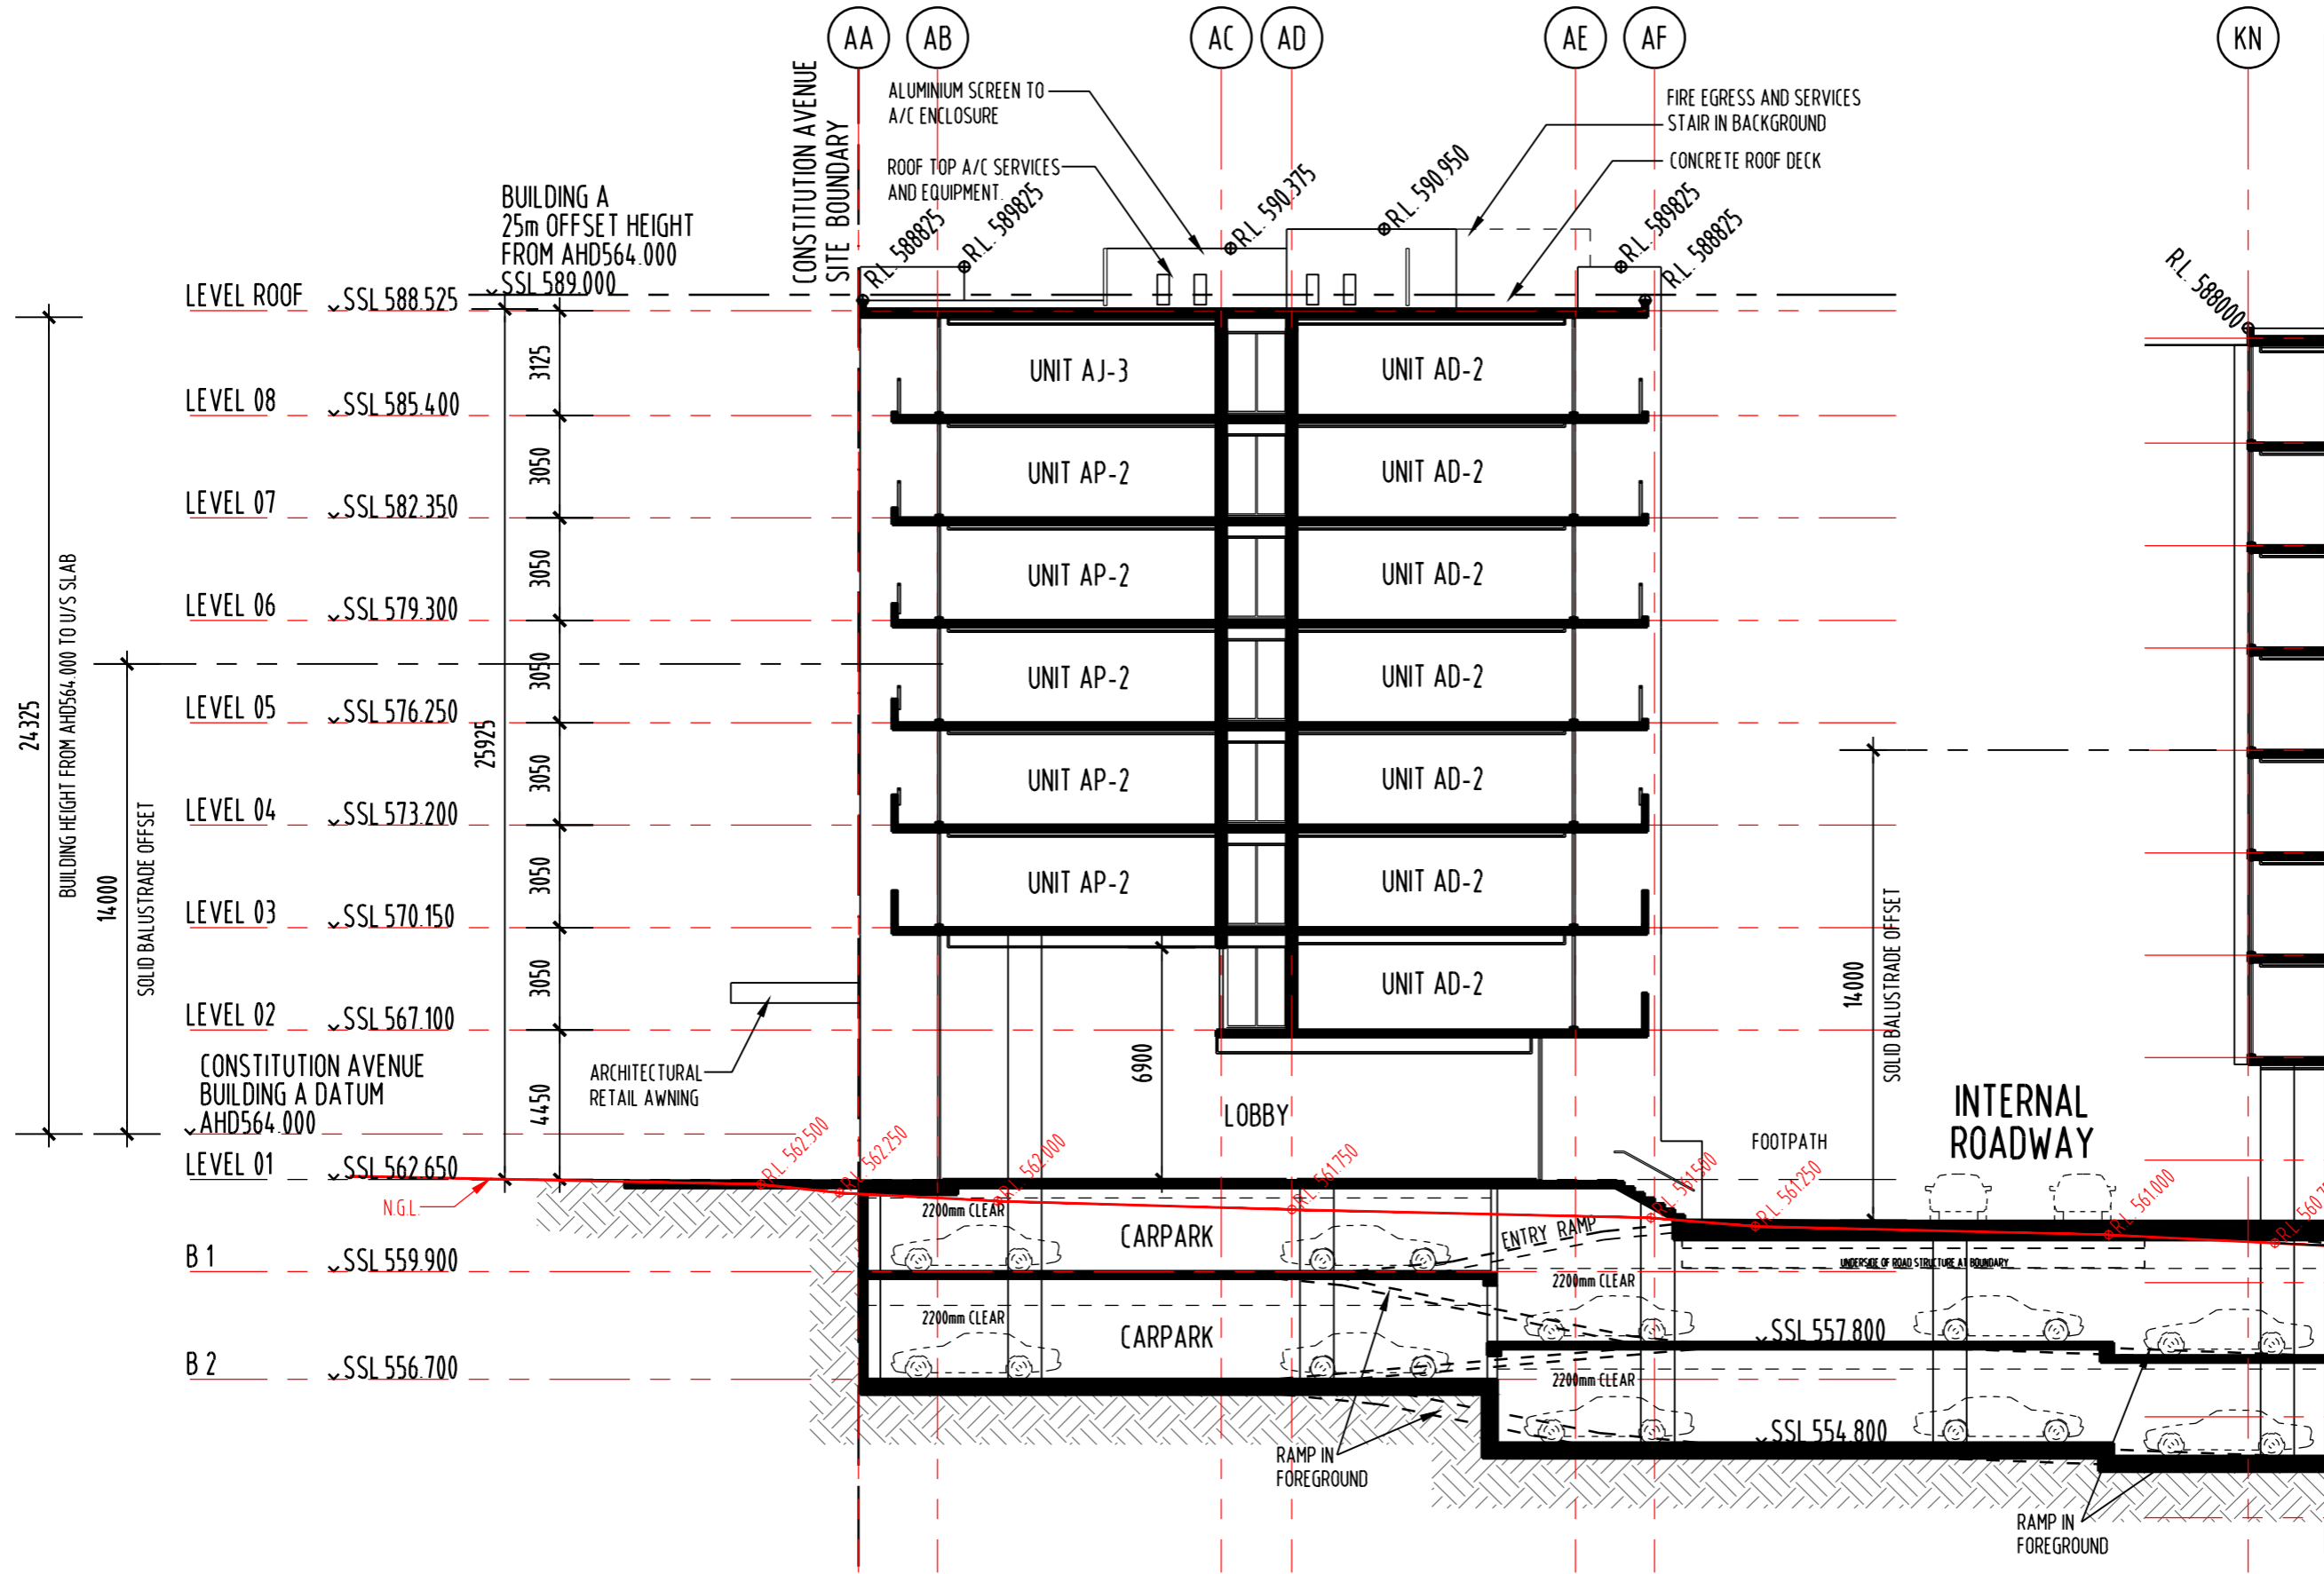 AA
AB
AC
AD
AE
AF
KN
CONSTITUTION AVENUE
SITE BOUNDARY
ALUMINIUM SCREEN TO
A/C ENCLOSURE
ROOF TOP A/C SERVICES
AND EQUIPMENT.
FIRE EGRESS AND SERVICES
STAIR IN BACKGROUND
CONCRETE ROOF DECK
R.L. 588825
R.L. 589825
R.L. 590.375
R.L. 590.950
R.L. 589825
R.L. 588825
R.L. 588000
BUILDING A
25m OFFSET HEIGHT
FROM AHD564.000
SSL 589.000
LEVEL ROOF SSL 588.525
LEVEL 08 SSL 585.400
LEVEL 07 SSL 582.350
LEVEL 06 SSL 579.300
LEVEL 05 SSL 576.250
LEVEL 04 SSL 573.200
LEVEL 03 SSL 570.150
LEVEL 02 SSL 567.100
CONSTITUTION AVENUE
BUILDING A DATUM
AHD564.000
LEVEL 01 SSL 562.650
N.G.L.
B 1 SSL 559.900
B 2 SSL 556.700
24325
BUILDING HEIGHT FROM AHD564.000 TO U/S SLAB
14000
SOLID BALUSTRADE OFFSET
25925
3125
3050
3050
3050
3050
3050
3050
4450
UNIT AJ-3 UNIT AD-2
UNIT AP-2 UNIT AD-2
UNIT AP-2 UNIT AD-2
UNIT AP-2 UNIT AD-2
UNIT AP-2 UNIT AD-2
UNIT AP-2 UNIT AD-2
UNIT AD-2
ARCHITECTURAL
RETAIL AWNING
6900
LOBBY
14000
SOLID BALUSTRADE OFFSET
INTERNAL
ROADWAY
FOOTPATH
R.L. 562.500
R.L. 562.250
R.L. 562.000
R.L. 561.750
R.L. 561.500
R.L. 561.250
R.L. 561.000
R.L. 560.7
2200mm CLEAR
CARPARK
ENTRY RAMP
UNDERSIDE OF ROAD STRUCTURE AT BOUNDARY
2200mm CLEAR
2200mm CLEAR
CARPARK
SSL 557.800
2200mm CLEAR
SSL 554.800
RAMP IN
FOREGROUND
RAMP IN
FOREGROUND